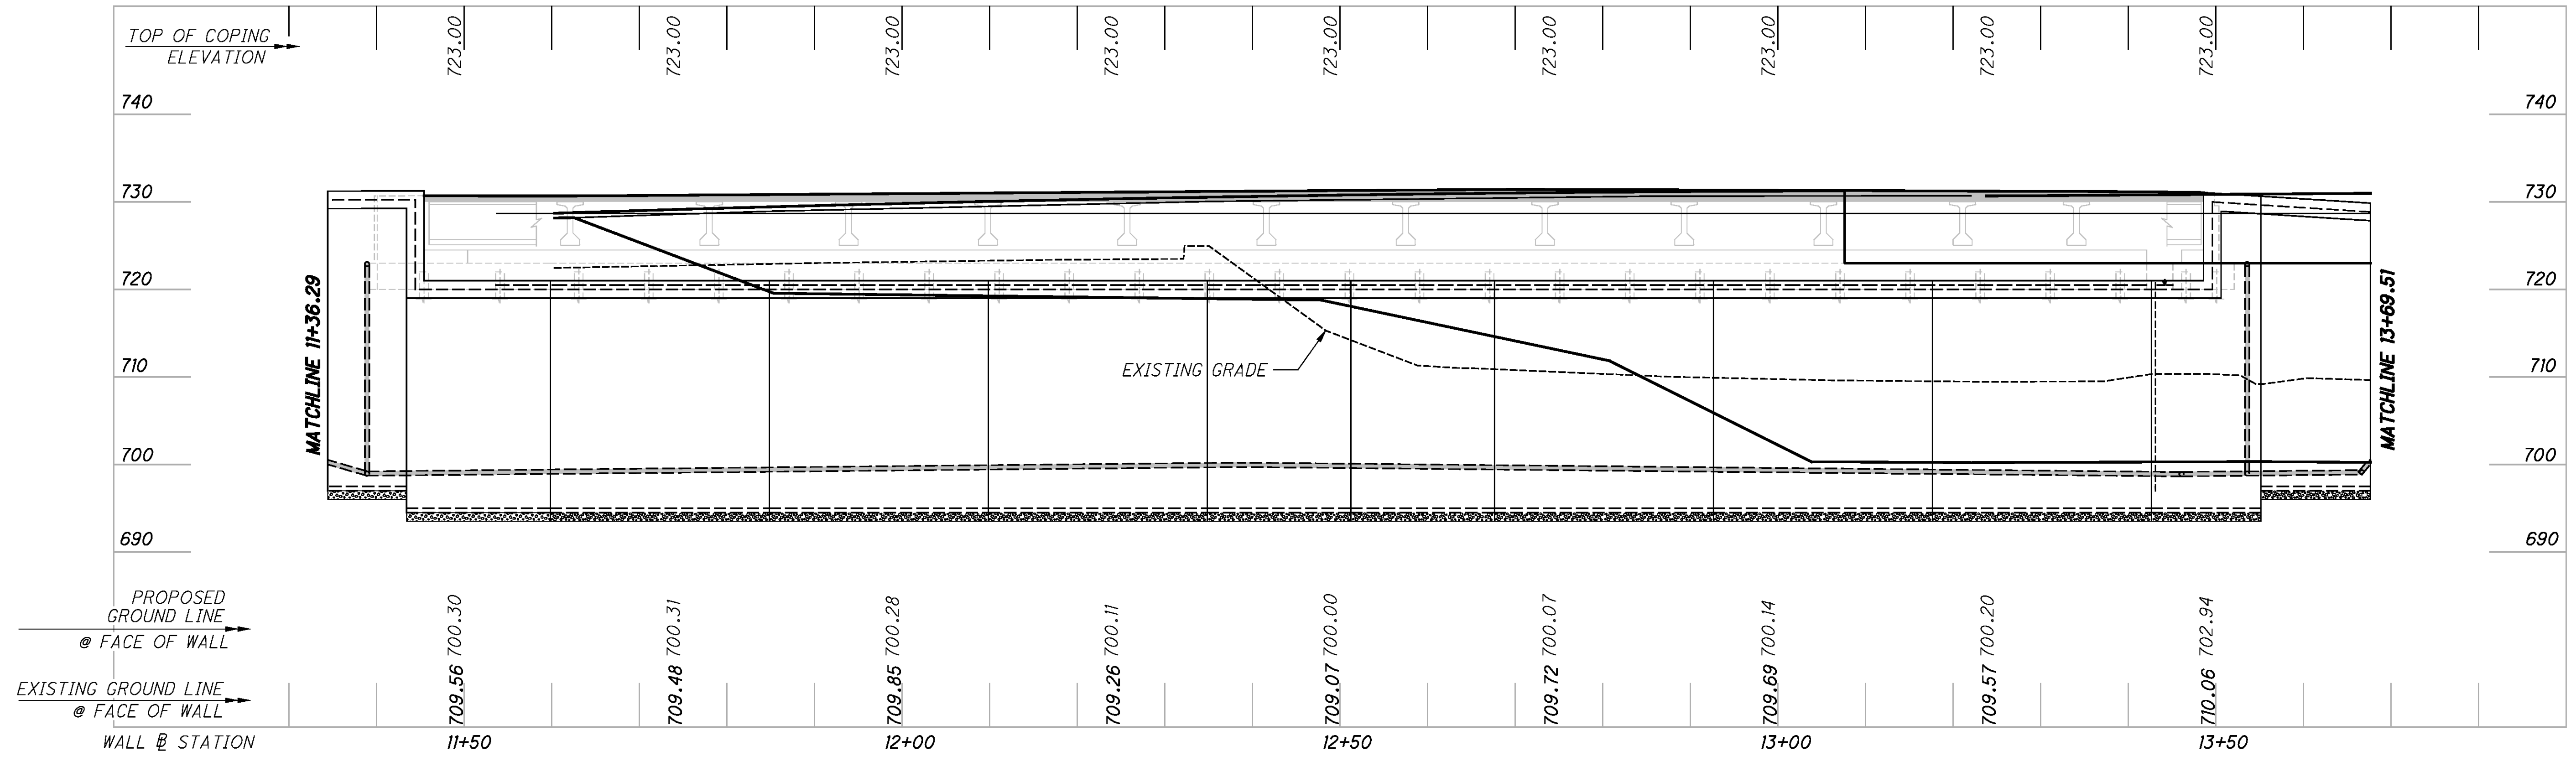 TOP OF COPING
ELEVATION
723.00 723.00 723.00 723.00 723.00 723.00 723.00 723.00 723.00
740 740
730 730
720 720
710 710
700 700
690 690
MATCHLINE 11+36.29
MATCHLINE 13+69.51
EXISTING GRADE
PROPOSED
GROUND LINE
@ FACE OF WALL
700.30 700.31 700.28 700.11 700.00 700.07 700.14 700.20 702.94
EXISTING GROUND LINE
@ FACE OF WALL
709.56 709.48 709.85 709.26 709.07 709.72 709.69 709.57 710.06
WALL ⅊ STATION 11+50 12+00 12+50 13+00 13+50